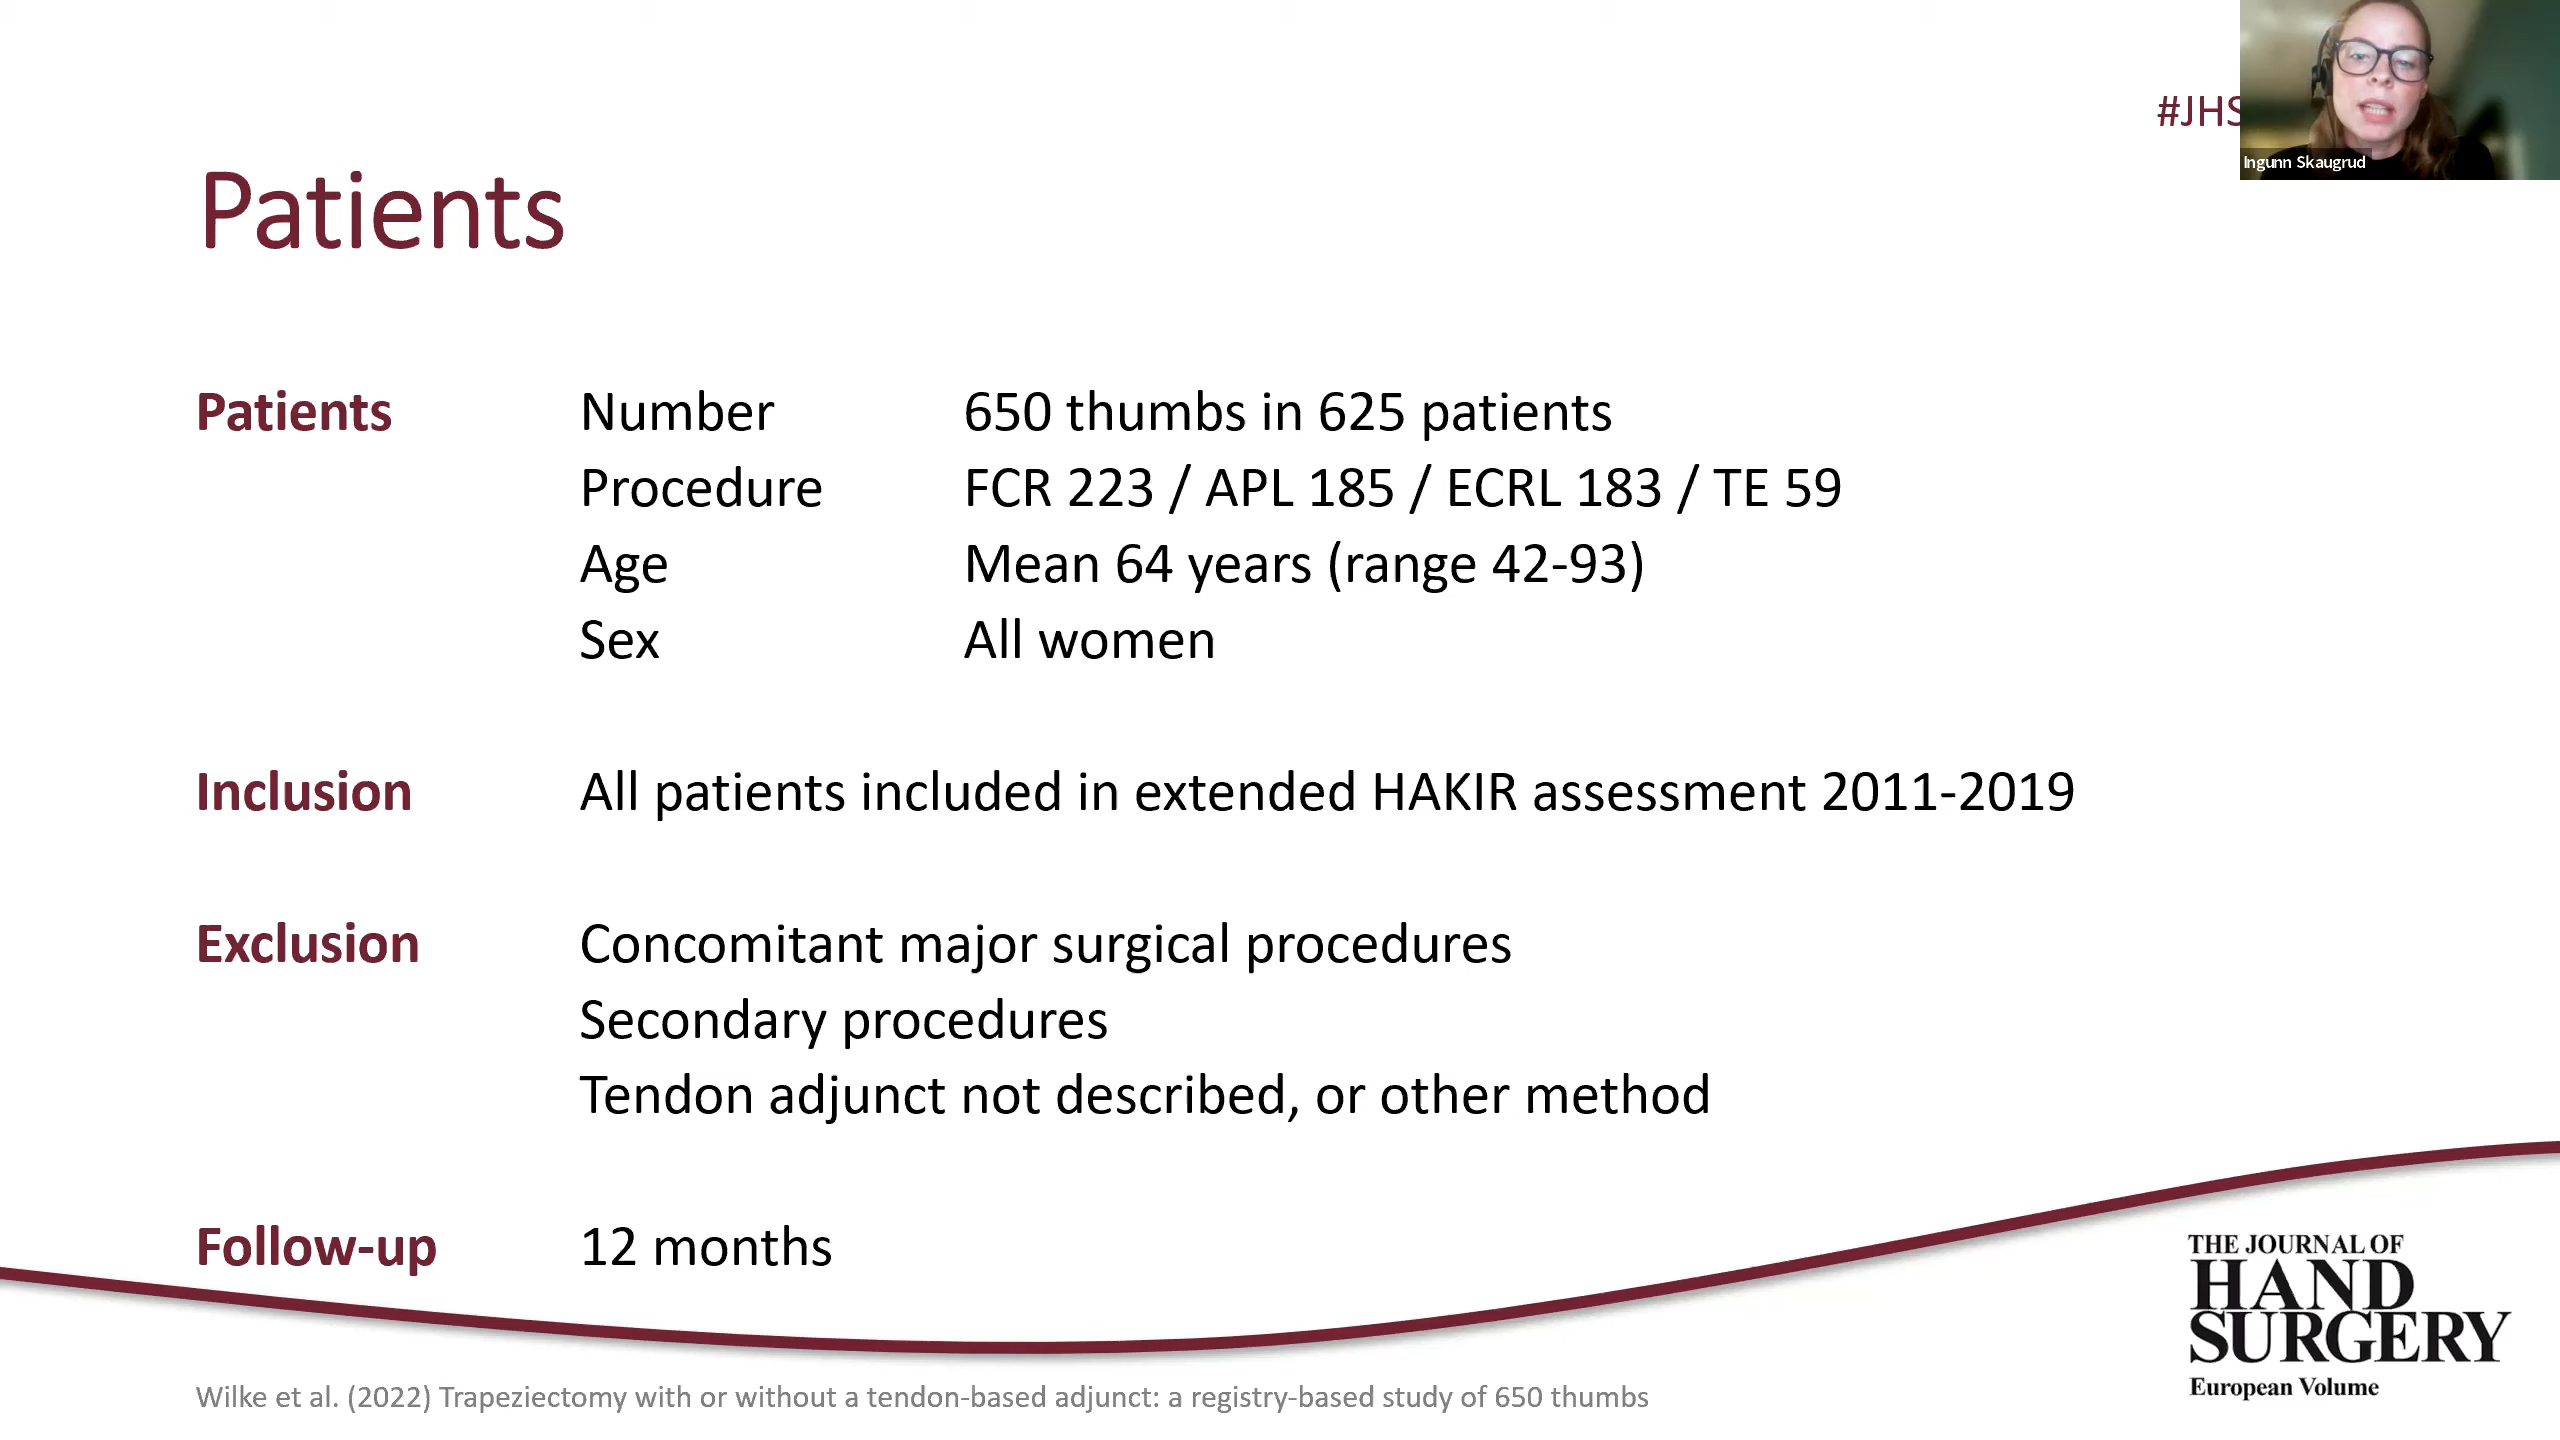 #JHS
Ingunn Skaugrud
Patients
Patients Number 650 thumbs in 625 patients
Procedure FCR 223 / APL 185 / ECRL 183 / TE 59
Age Mean 64 years (range 42-93)
Sex All women
Inclusion All patients included in extended HAKIR assessment 2011-2019
Exclusion Concomitant major surgical procedures
Secondary procedures
Tendon adjunct not described, or other method
Follow-up 12 months
THE JOURNAL OF
HAND
SURGERY
European Volume
Wilke et al. (2022) Trapeziectomy with or without a tendon-based adjunct: a registry-based study of 650 thumbs